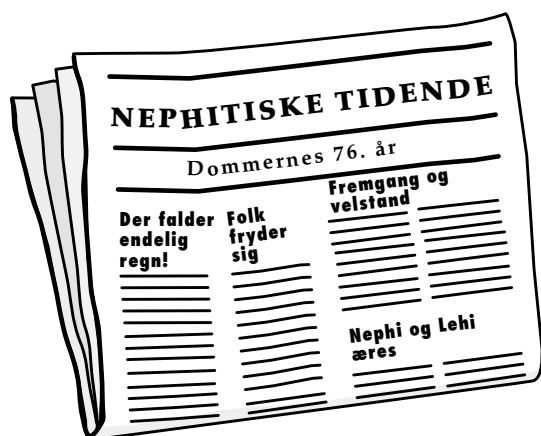 NEPHITISKE TIDENDE
Dommernes 76. år
Der falder
endelig
regn!
Folk
fryder
sig
Fremgang og
velstand
Nephi og Lehi
æres